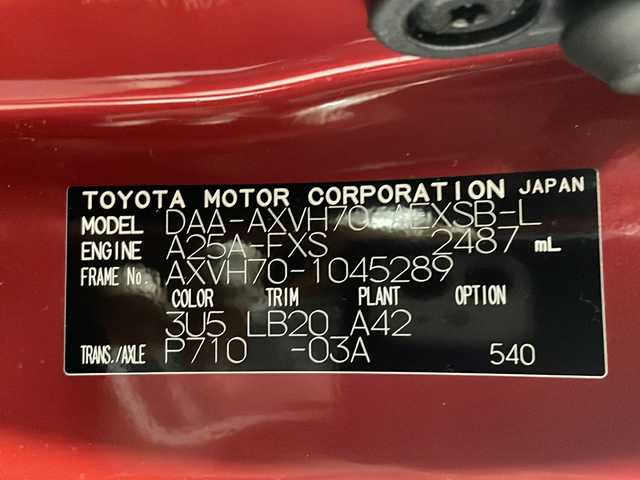 TOYOTA MOTOR CORPORATION JAPAN
MODEL DAA-AXVH70-AEXSB-L
ENGINE A25A-FXS 2487 mL
FRAME No. AXVH70-1045289
COLOR TRIM PLANT OPTION
3U5 LB20 A42
TRANS./AXLE P710 -03A 540